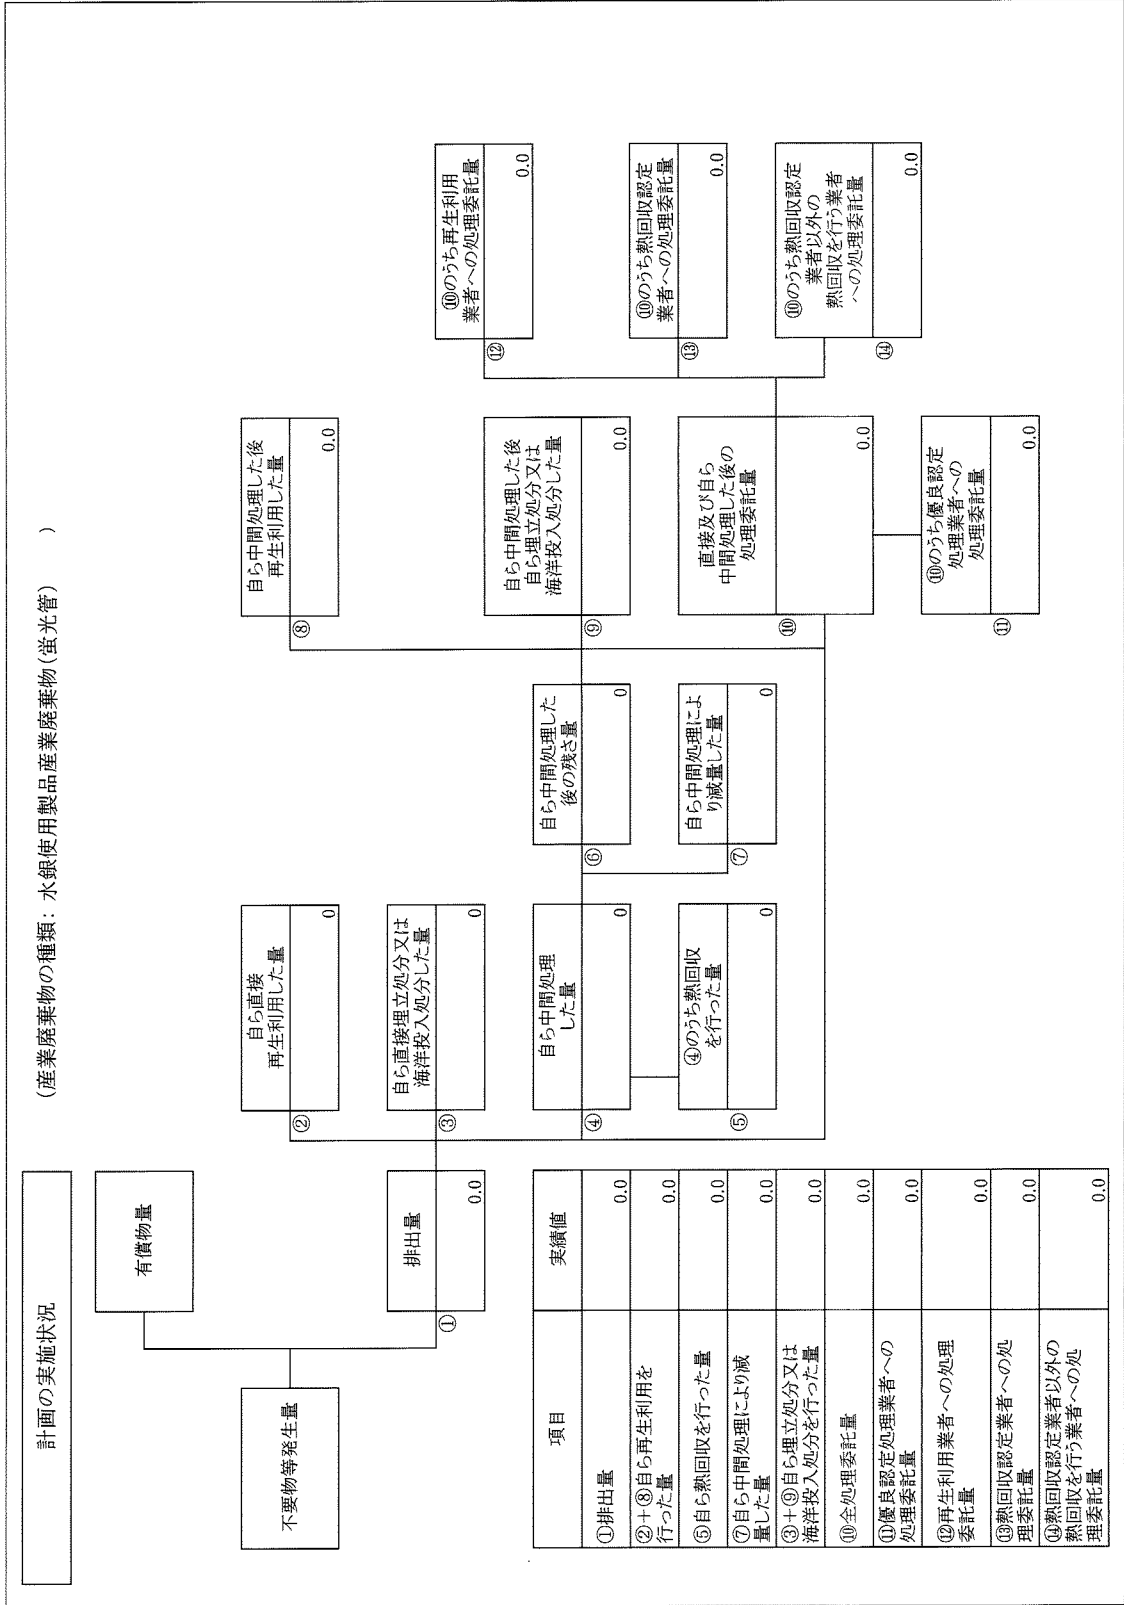 計画の実施状況
(産業廃棄物の種類: 水銀使用製品産業廃棄物(蛍光管) )
不要物等発生量
有償物量
①
排出量
0.0
②
自ら直接
再生利用した量
0
③
自ら直接埋立処分又は
海洋投入処分した量
0
④
自ら中間処理
した量
0
⑤
④のうち熱回収
を行った量
0
⑥
自ら中間処理した
後の残さ量
0
⑦
自ら中間処理によ
り減量した量
0
⑧
自ら中間処理した後
再生利用した量
0.0
⑨
自ら中間処理した後
自ら埋立処分又は
海洋投入処分した量
0.0
⑩
直接及び自ら
中間処理した後の
処理委託量
0.0
⑪
⑩のうち優良認定
処理業者への
処理委託量
0.0
⑫
⑩のうち再生利用
業者への処理委託量
0.0
⑬
⑩のうち熱回収認定
業者への処理委託量
0.0
⑭
⑩のうち熱回収認定
業者以外の
熱回収を行う業者
への処理委託量
0.0
項目 実績値
①排出量 0.0
②+⑧自ら再生利用を
行った量 0.0
⑤自ら熱回収を行った量 0.0
⑦自ら中間処理により減
量した量 0.0
③+⑨自ら埋立処分又は
海洋投入処分を行った量 0.0
⑩全処理委託量 0.0
⑪優良認定処理業者への
処理委託量 0.0
⑫再生利用業者への処理
委託量 0.0
⑬熱回収認定業者への処
理委託量 0.0
⑭熱回収認定業者以外の
熱回収を行う業者への処
理委託量 0.0